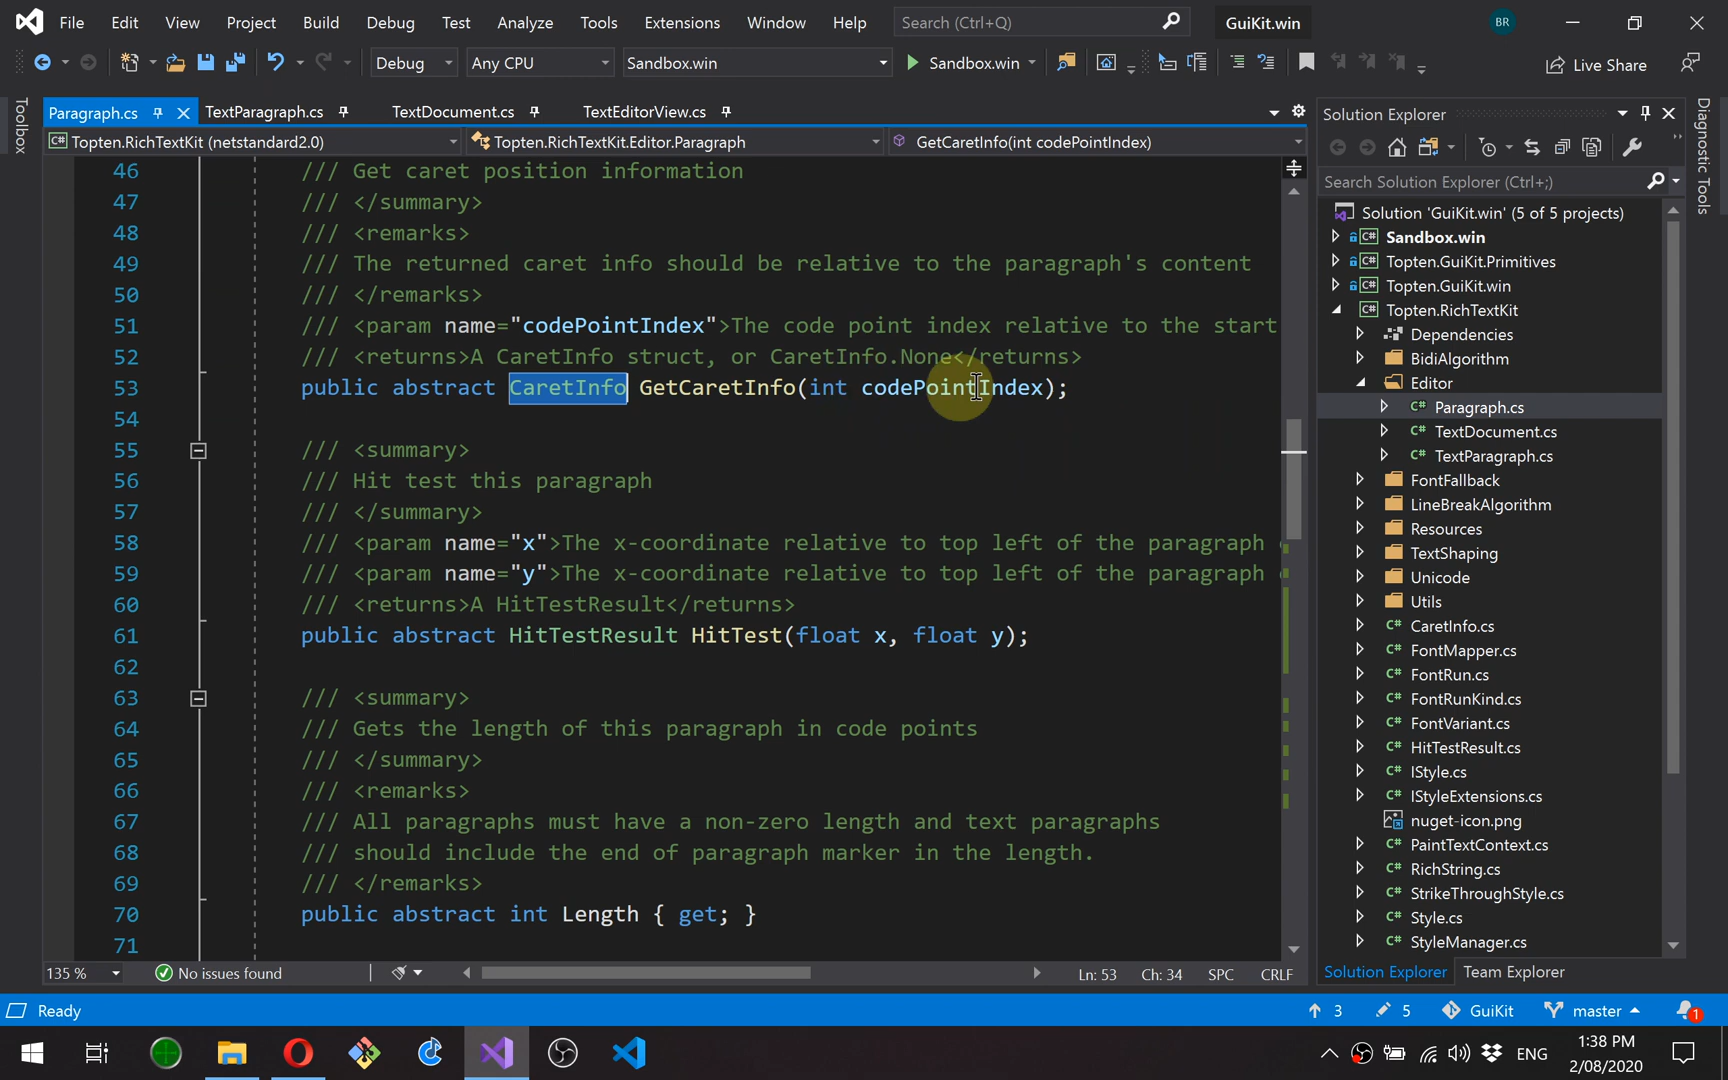 File Edit View Project Build Debug Test Analyze Tools Extensions Window Help Search (Ctrl+Q) GuiKit.win BR
Debug Any CPU Sandbox.win Sandbox.win Live Share
Toolbox
Paragraph.cs TextParagraph.cs TextDocument.cs TextEditorView.cs
Topten.RichTextKit (netstandard2.0) Topten.RichTextKit.Editor.Paragraph GetCaretInfo(int codePointIndex)
46 /// Get caret position information
47 /// </summary>
48 /// <remarks>
49 /// The returned caret info should be relative to the paragraph's content
50 /// </remarks>
51 /// <param name="codePointIndex">The code point index relative to the start
52 /// <returns>A CaretInfo struct, or CaretInfo.None</returns>
53 public abstract CaretInfo GetCaretInfo(int codePointIndex);
54
55 /// <summary>
56 /// Hit test this paragraph
57 /// </summary>
58 /// <param name="x">The x-coordinate relative to top left of the paragraph
59 /// <param name="y">The x-coordinate relative to top left of the paragraph
60 /// <returns>A HitTestResult</returns>
61 public abstract HitTestResult HitTest(float x, float y);
62
63 /// <summary>
64 /// Gets the length of this paragraph in code points
65 /// </summary>
66 /// <remarks>
67 /// All paragraphs must have a non-zero length and text paragraphs
68 /// should include the end of paragraph marker in the length.
69 /// </remarks>
70 public abstract int Length { get; }
71
135 % No issues found Ln: 53 Ch: 34 SPC CRLF
Solution Explorer
Search Solution Explorer (Ctrl+;)
Solution 'GuiKit.win' (5 of 5 projects)
Sandbox.win
Topten.GuiKit.Primitives
Topten.GuiKit.win
Topten.RichTextKit
Dependencies
BidiAlgorithm
Editor
C# Paragraph.cs
C# TextDocument.cs
C# TextParagraph.cs
FontFallback
LineBreakAlgorithm
Resources
TextShaping
Unicode
Utils
C# CaretInfo.cs
C# FontMapper.cs
C# FontRun.cs
C# FontRunKind.cs
C# FontVariant.cs
C# HitTestResult.cs
C# IStyle.cs
C# IStyleExtensions.cs
nuget-icon.png
C# PaintTextContext.cs
C# RichString.cs
C# StrikeThroughStyle.cs
C# Style.cs
C# StyleManager.cs
Solution Explorer Team Explorer
Diagnostic Tools
Ready 3 5 GuiKit master 1
ENG 1:38 PM
2/08/2020